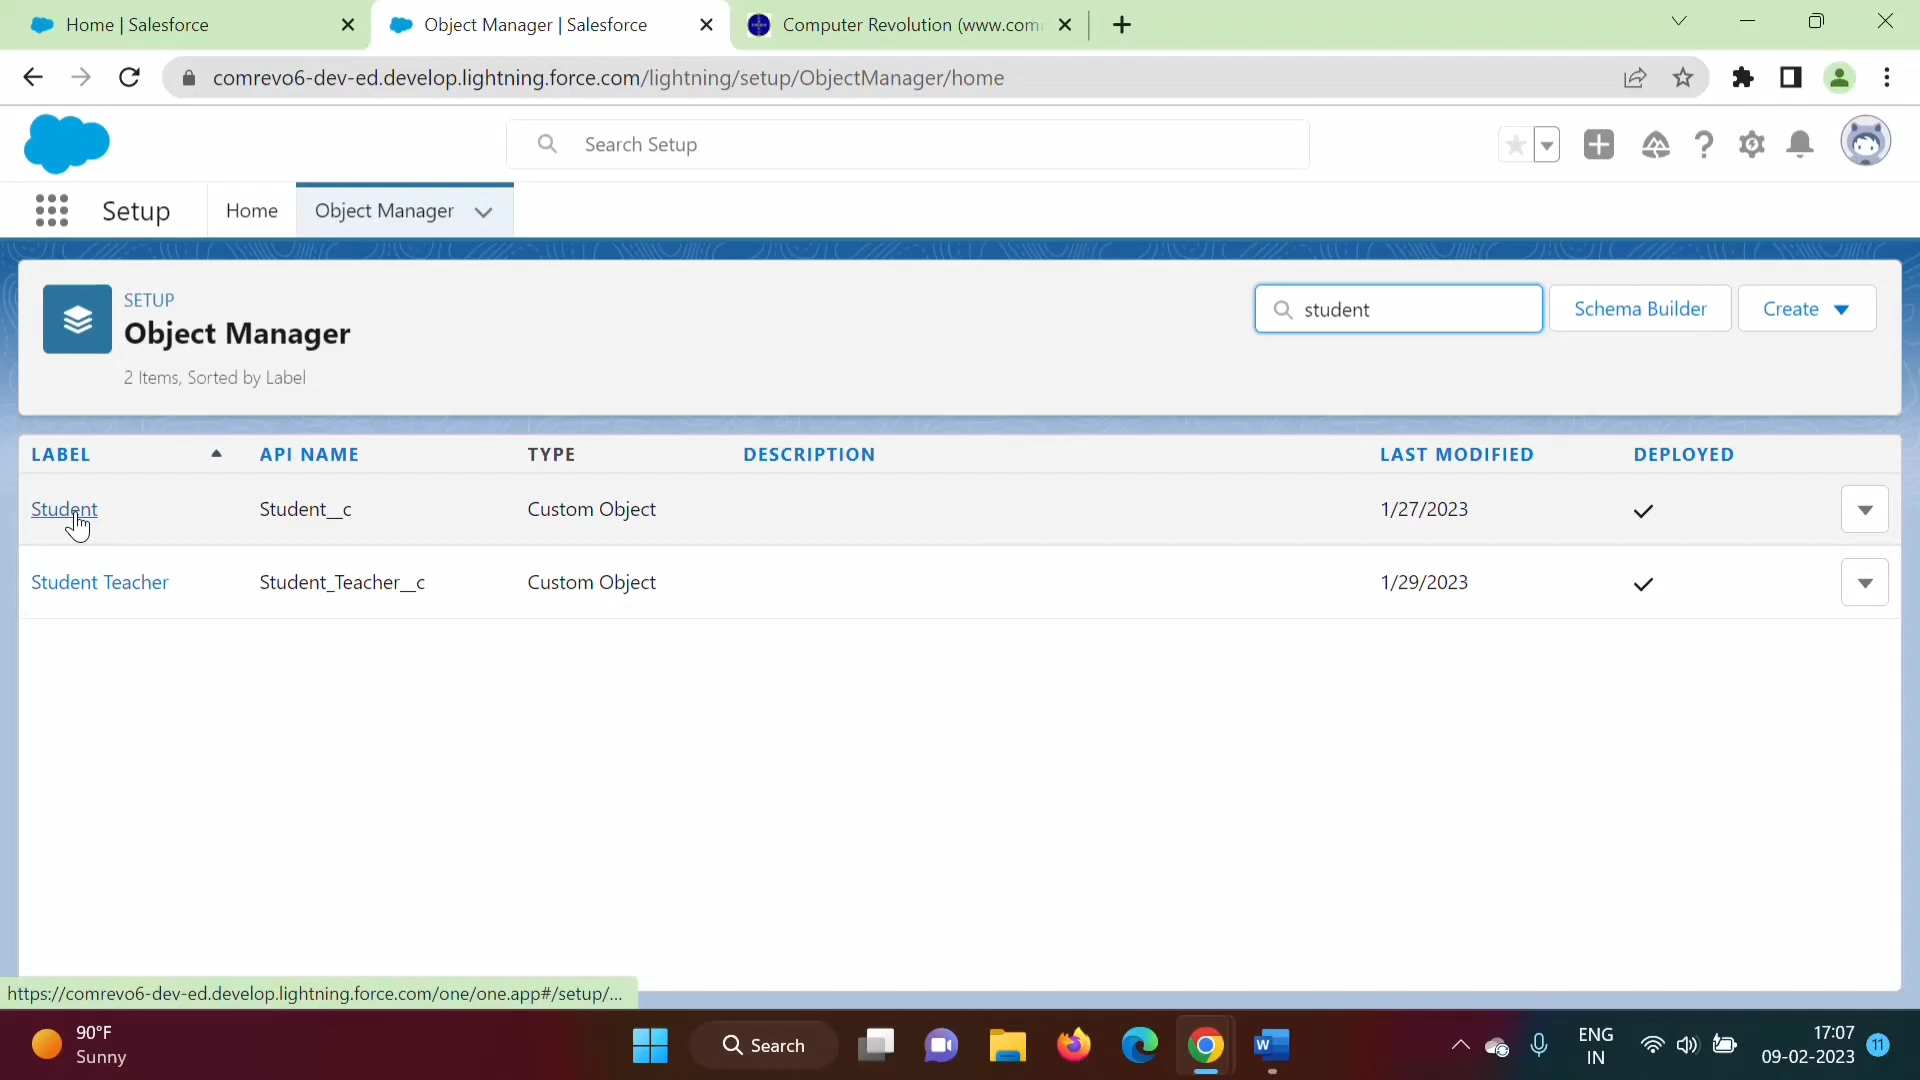 Home | Salesforce
Object Manager | Salesforce
Computer Revolution (www.com
comrevo6-dev-ed.develop.lightning.force.com/lightning/setup/ObjectManager/home
Search Setup
Setup
Home
Object Manager
SETUP
Object Manager
2 Items, Sorted by Label
student
Schema Builder
Create
LABEL
API NAME
TYPE
DESCRIPTION
LAST MODIFIED
DEPLOYED
Student
Student__c
Custom Object
1/27/2023
Student Teacher
Student_Teacher__c
Custom Object
1/29/2023
https://comrevo6-dev-ed.develop.lightning.force.com/one/one.app#/setup/...
90°F
Sunny
Search
ENG
IN
17:07
09-02-2023
11